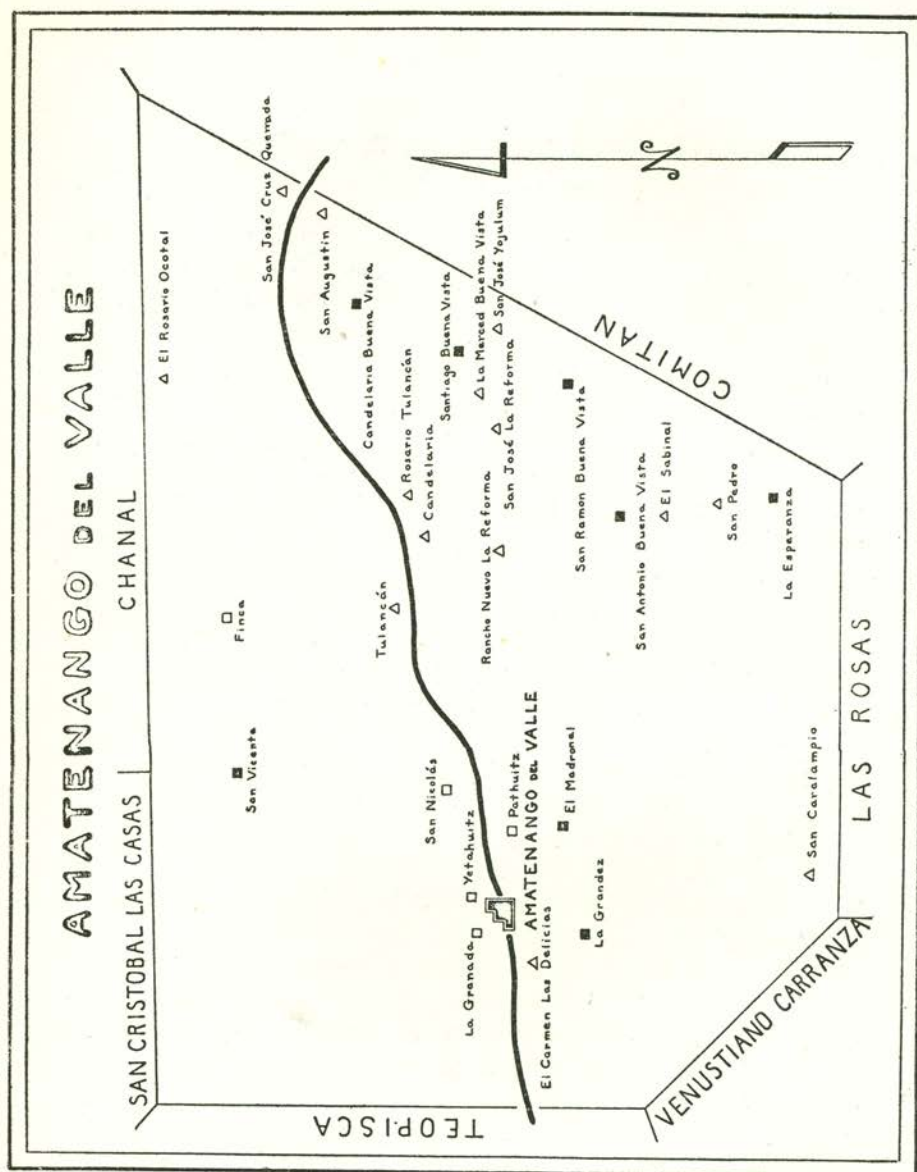 AMATENANGO DEL VALLE
SAN CRISTOBAL LAS CASAS
CHANAL
El Rosario Ocotal
San José Cruz Quemada
San Vicente
Finca
San Augustin
Candelaria Buena Vista
Tulancán
Rosario Tulancán
Candelaria
Santiago Buena Vista
San Nicolás
La Merced Buena Vista
San José Yojulum
La Granada
Yetahuitz
Rancho Nuevo La Reforma
San José La Reforma
N
Pathuitz
AMATENANGO DEL VALLE
El Carmen Las Delicias
El Madronal
San Ramon Buena Vista
La Grandez
San Antonio Buena Vista
El Sabinal
San Pedro
La Esperanza
San Caralampio
TEOPISCA
COMITAN
VENUSTIANO CARRANZA
LAS ROSAS